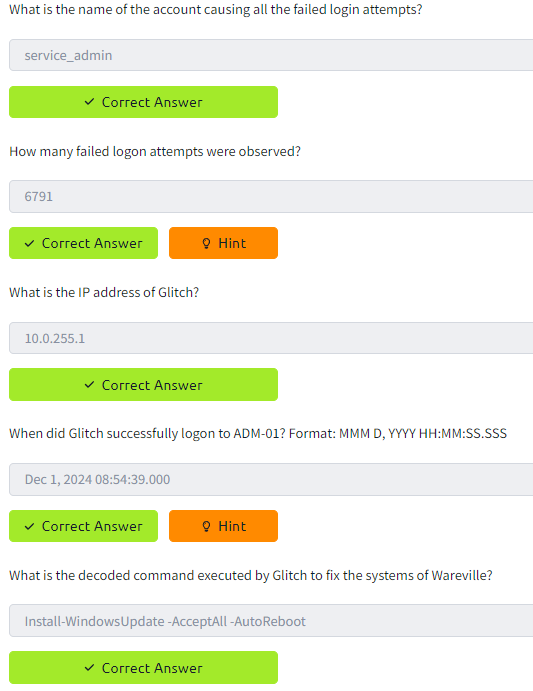 What is the name of the account causing all the failed login attempts?
service_admin
✓ Correct Answer
How many failed logon attempts were observed?
6791
✓ Correct Answer Hint
What is the IP address of Glitch?
10.0.255.1
✓ Correct Answer
When did Glitch successfully logon to ADM-01? Format: MMM D, YYYY HH:MM:SS.SSS
Dec 1, 2024 08:54:39.000
✓ Correct Answer Hint
What is the decoded command executed by Glitch to fix the systems of Wareville?
Install-WindowsUpdate -AcceptAll -AutoReboot
✓ Correct Answer